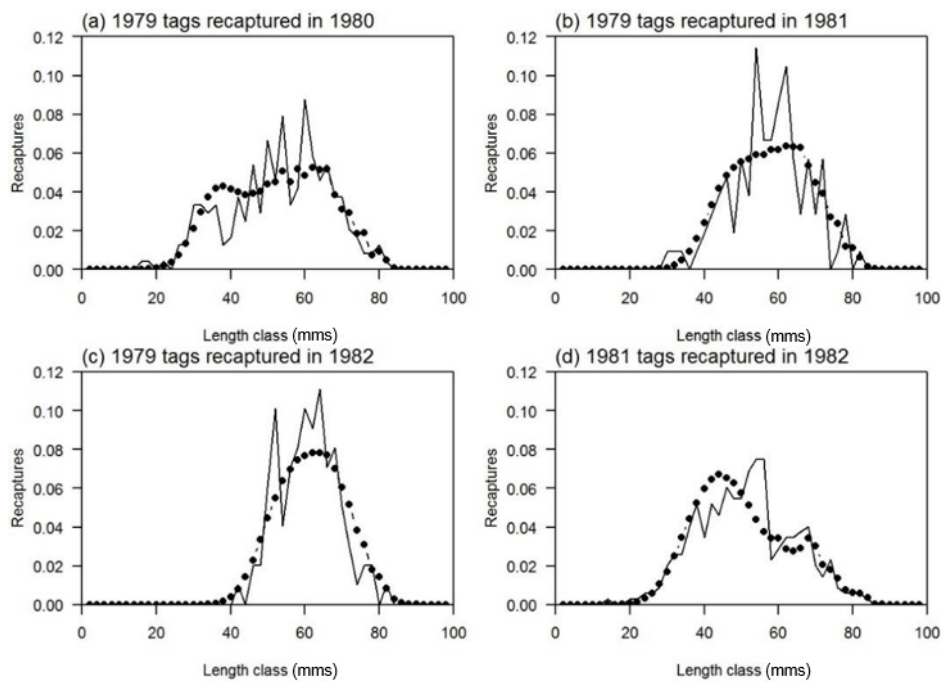 (a) 1979 tags recaptured in 1980
0.12
0.10
0.08
0.06
0.04
0.02
0.00
Recaptures
0 20 40 60 80 100
Length class (mms)
(b) 1979 tags recaptured in 1981
0.12
0.10
0.08
0.06
0.04
0.02
0.00
Recaptures
0 20 40 60 80 100
Length class (mms)
(c) 1979 tags recaptured in 1982
0.12
0.10
0.08
0.06
0.04
0.02
0.00
Recaptures
0 20 40 60 80 100
Length class (mms)
(d) 1981 tags recaptured in 1982
0.12
0.10
0.08
0.06
0.04
0.02
0.00
Recaptures
0 20 40 60 80 100
Length class (mms)